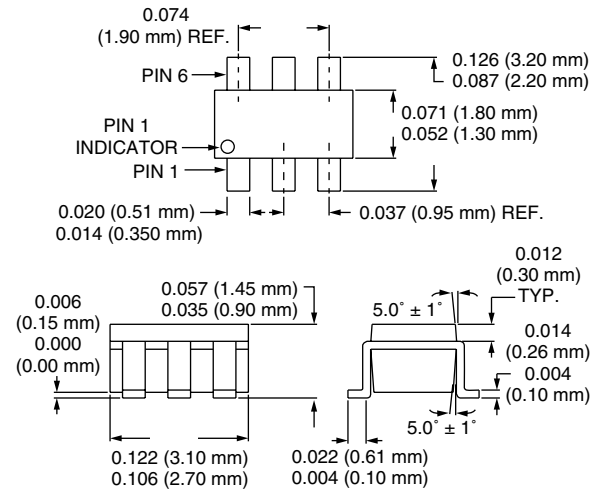 0.074
(1.90 mm) REF.
PIN 6
0.126 (3.20 mm)
0.087 (2.20 mm)
0.071 (1.80 mm)
0.052 (1.30 mm)
PIN 1
INDICATOR
PIN 1
0.020 (0.51 mm)
0.014 (0.350 mm)
0.037 (0.95 mm) REF.
0.006
(0.15 mm)
0.000
(0.00 mm)
0.057 (1.45 mm)
0.035 (0.90 mm)
0.122 (3.10 mm)
0.106 (2.70 mm)
5.0° ± 1°
0.012
(0.30 mm)
TYP.
0.014
(0.26 mm)
0.004
(0.10 mm)
5.0° ± 1°
0.022 (0.61 mm)
0.004 (0.10 mm)